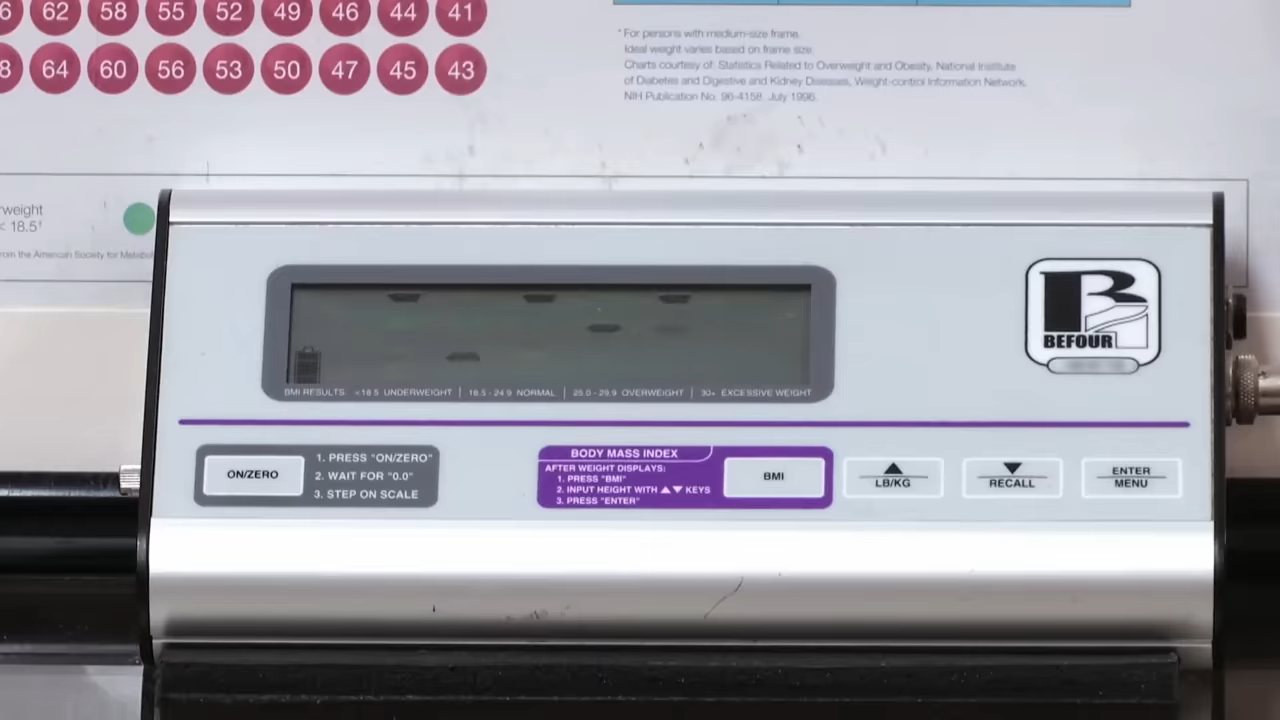 62 58 55 52 49 46 44 41
64 60 56 53 50 47 45 43
* For persons with medium-size frame.
Ideal weight varies based on frame size.
Charts courtesy of: Statistics Related to Overweight and Obesity, National Institute
of Diabetes and Digestive and Kidney Diseases, Weight-control Information Network.
NIH Publication No. 96-4158. July 1996.
< 18.5†
from the American Society for
BEFOUR
BMI RESULTS: <18.5 UNDERWEIGHT | 18.5 - 24.9 NORMAL | 25.0 - 29.9 OVERWEIGHT | 30+ EXCESSIVE WEIGHT
ON/ZERO
1. PRESS "ON/ZERO"
2. WAIT FOR "0.0"
3. STEP ON SCALE
BODY MASS INDEX
AFTER WEIGHT DISPLAYS:
1. PRESS "BMI"
2. INPUT HEIGHT WITH ▲▼ KEYS
3. PRESS "ENTER"
BMI
LB/KG
RECALL
ENTER
MENU